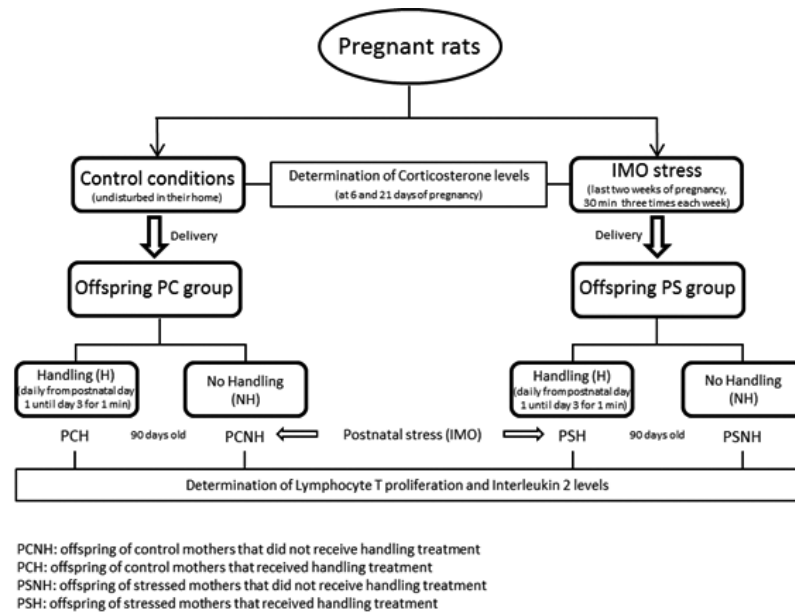 Pregnant rats
Control conditions
(undisturbed in their home)
Determination of Corticosterone levels
(at 6 and 21 days of pregnancy)
IMO stress
(last two weeks of pregnancy,
30 min three times each week)
Delivery
Delivery
Offspring PC group
Offspring PS group
Handling (H)
(daily from postnatal day
1 until day 3 for 1 min)
No Handling
(NH)
Handling (H)
(daily from postnatal day
1 until day 3 for 1 min)
No Handling
(NH)
PCH 90 days old PCNH Postnatal stress (IMO) PSH 90 days old PSNH
Determination of Lymphocyte T proliferation and Interleukin 2 levels
PCNH: offspring of control mothers that did not receive handling treatment
PCH: offspring of control mothers that received handling treatment
PSNH: offspring of stressed mothers that did not receive handling treatment
PSH: offspring of stressed mothers that received handling treatment